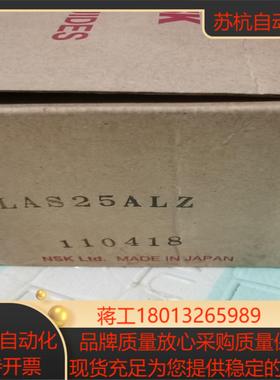 苏杭自动
GUIDES
SK
LAS25ALZ
110418
NSK Ltd. MADE IN JAPAN
蒋工18013265989
自动化 品牌质量放心采购质量保
开票 现货充足为您提供稳定的